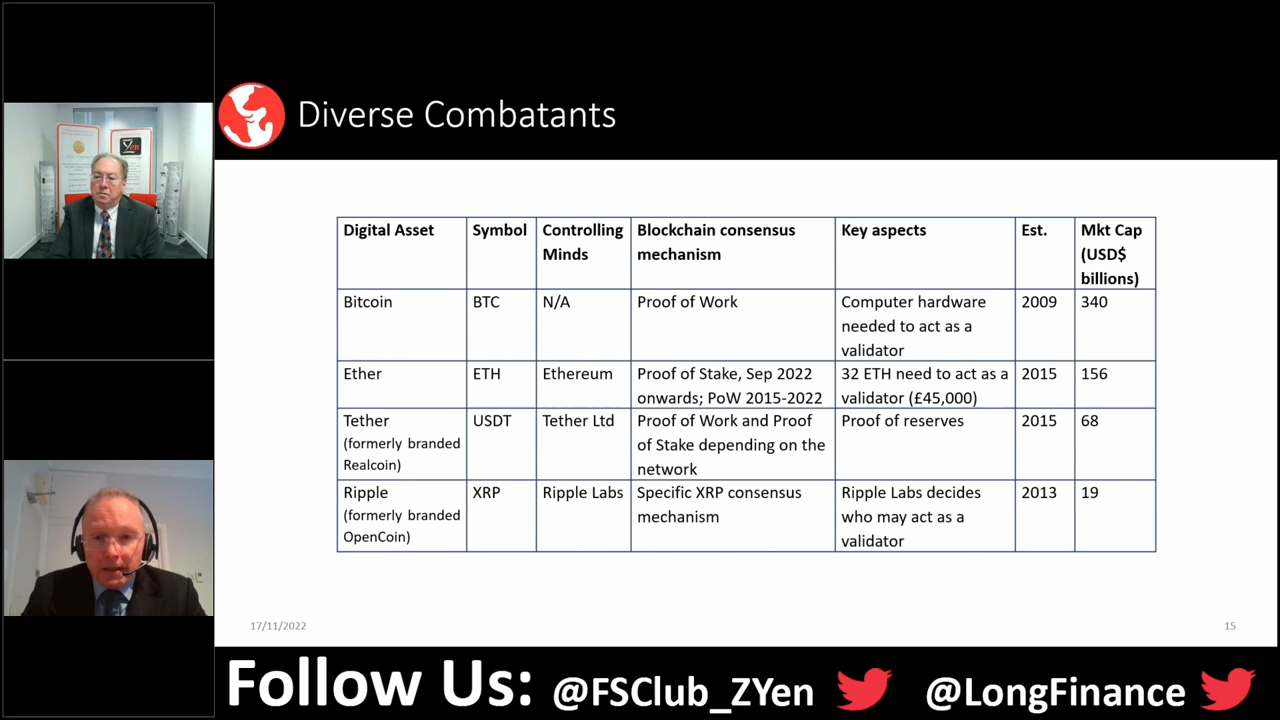 Diverse Combatants
Digital Asset
Symbol
Controlling
Minds
Blockchain consensus
mechanism
Key aspects
Est.
Mkt Cap
(USD$
billions)
Bitcoin
BTC
N/A
Proof of Work
Computer hardware
needed to act as a
validator
2009
340
Ether
ETH
Ethereum
Proof of Stake, Sep 2022
onwards; PoW 2015-2022
32 ETH need to act as a
validator (£45,000)
2015
156
Tether
(formerly branded
Realcoin)
USDT
Tether Ltd
Proof of Work and Proof
of Stake depending on the
network
Proof of reserves
2015
68
Ripple
(formerly branded
OpenCoin)
XRP
Ripple Labs
Specific XRP consensus
mechanism
Ripple Labs decides
who may act as a
validator
2013
19
17/11/2022
15
Follow Us: @FSClub_ZYen @LongFinance